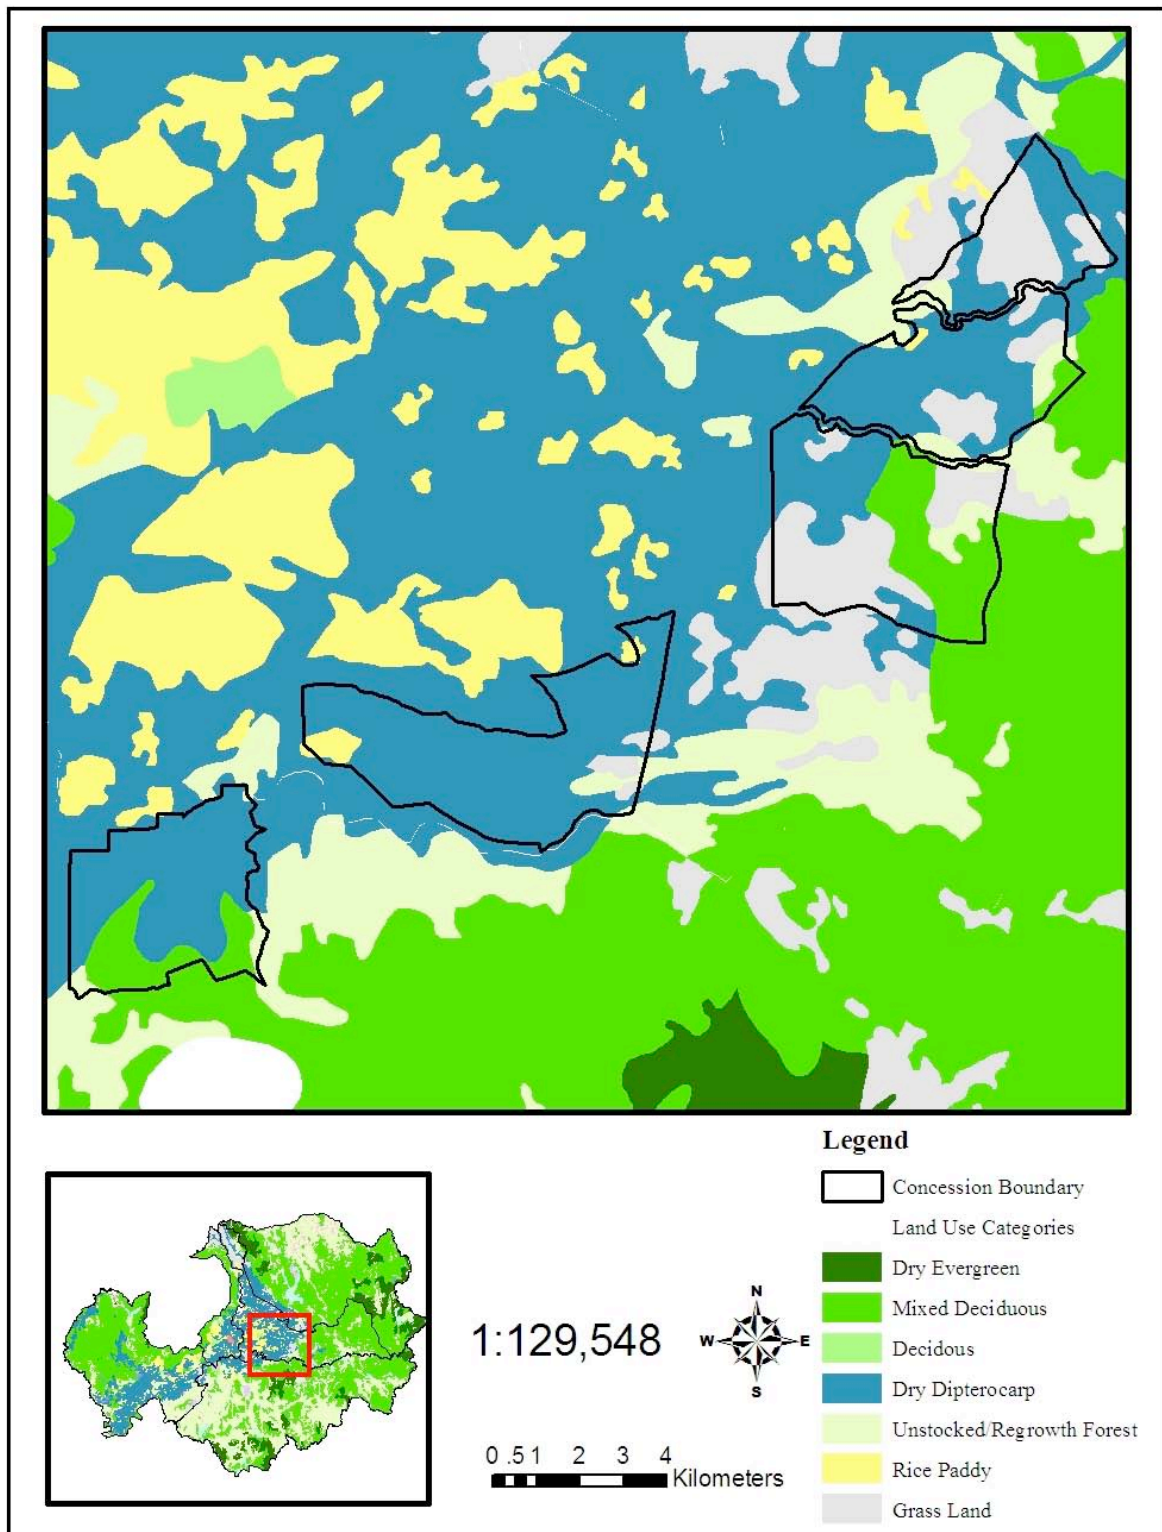 Legend
Concession Boundary
Land Use Categories
Dry Evergreen
Mixed Deciduous
Decidous
Dry Dipterocarp
Unstocked/Regrowth Forest
Rice Paddy
Grass Land
1:129,548
N
W E
S
0 .5 1 2 3 4
Kilometers